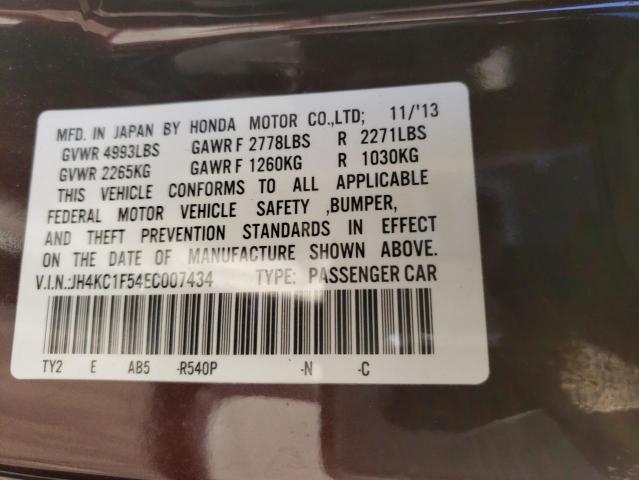 MFD. IN JAPAN BY HONDA MOTOR CO.,LTD; 11/'13
GVWR 4993LBS GAWR F 2778LBS R 2271LBS
GVWR 2265KG GAWR F 1260KG R 1030KG
THIS VEHICLE CONFORMS TO ALL APPLICABLE
FEDERAL MOTOR VEHICLE SAFETY ,BUMPER,
AND THEFT PREVENTION STANDARDS IN EFFECT
ON THE DATE OF MANUFACTURE SHOWN ABOVE.
V.I.N.:JH4KC1F54EC007434 TYPE: PASSENGER CAR
TY2 E AB5 -R540P -N -C